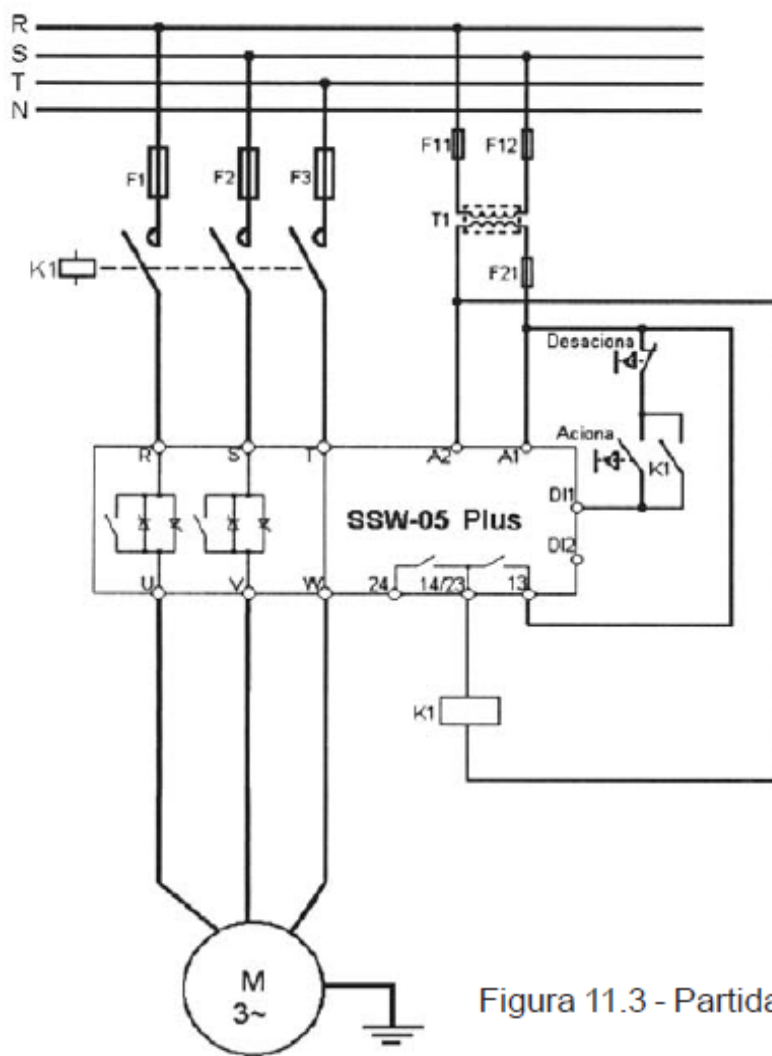 R
S
T
N
F1
F2
F3
F11
F12
T1
F21
K1
Desaciona
Aciona
K1
R
S
T
A2
A1
DI1
DI2
SSW-05 Plus
U
V
W
24
14/23
13
K1
M
3~
Figura 11.3 - Partida